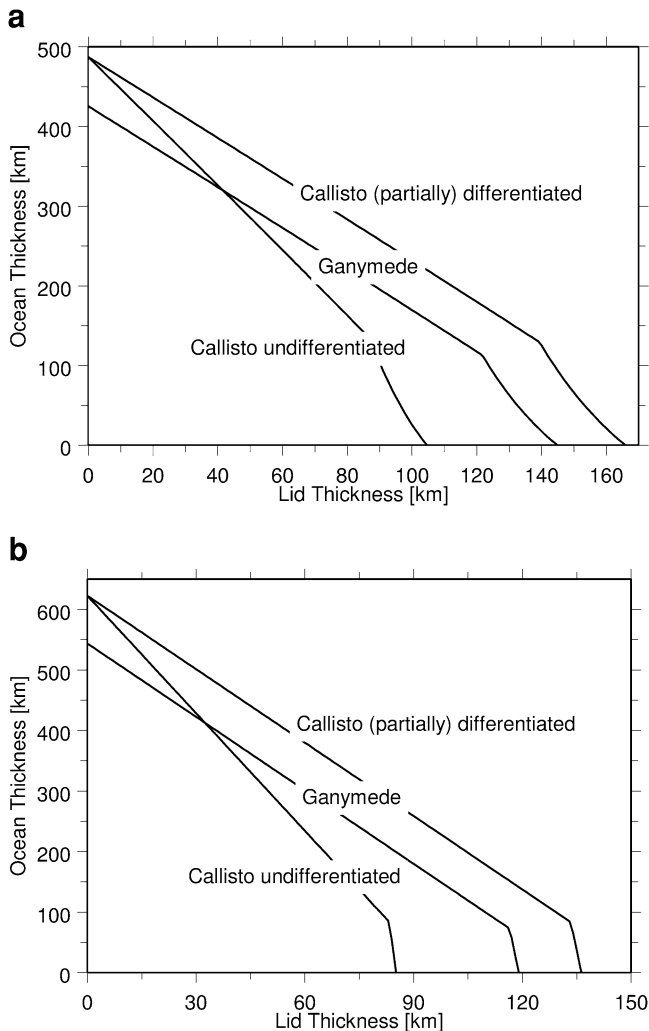 a
500
400
300
200
100
0
Ocean Thickness [km]
Callisto (partially) differentiated
Ganymede
Callisto undifferentiated
0 20 40 60 80 100 120 140 160
Lid Thickness [km]
b
600
500
400
300
200
100
0
Ocean Thickness [km]
Callisto (partially) differentiated
Ganymede
Callisto undifferentiated
0 30 60 90 120 150
Lid Thickness [km]